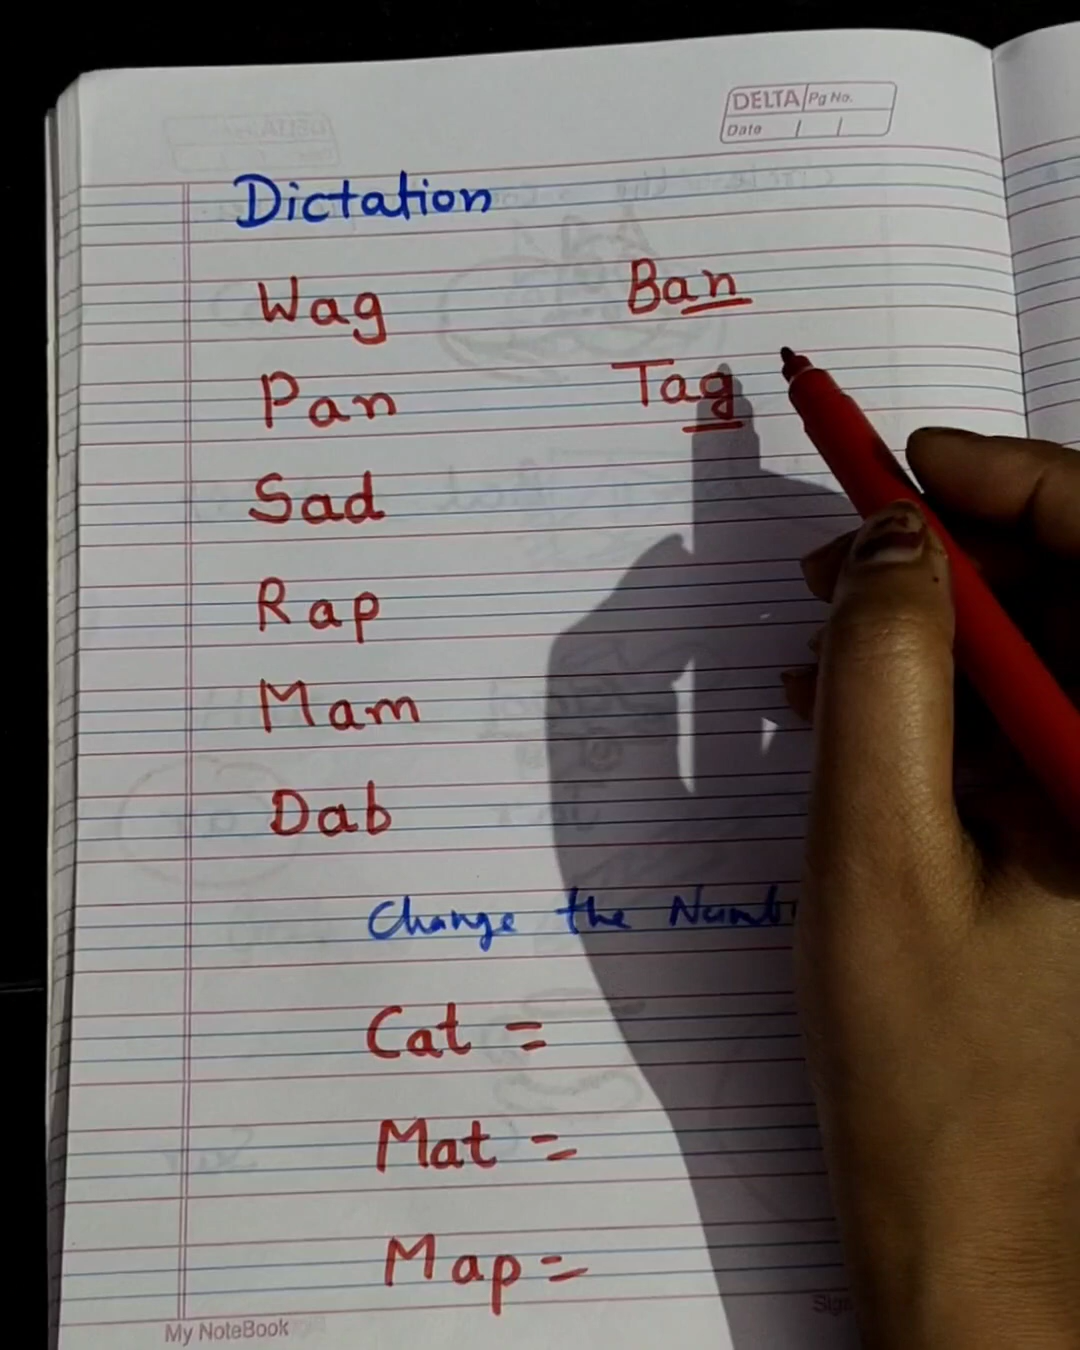 DELTA Pg No.
Date / /
Dictation
Wag Ban
Pan Tag
Sad
Rap
Mam
Dab
Change the
Cat =
Mat =
Map =
My NoteBook